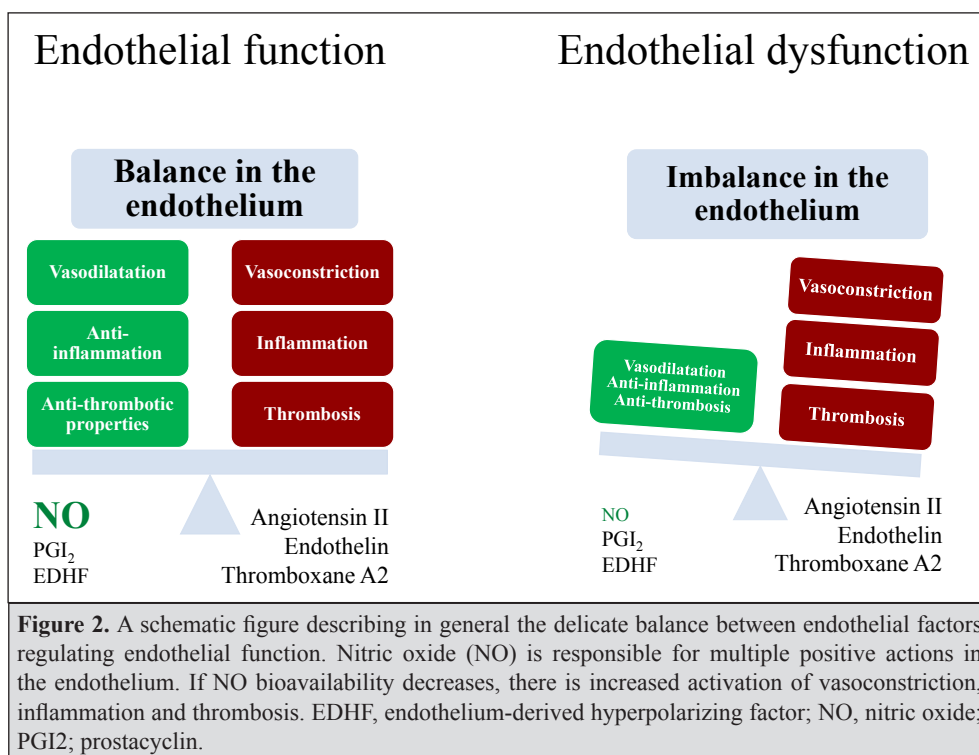 Endothelial function
Balance in the
endothelium
Vasodilatation
Anti-
inflammation
Anti-thrombotic
properties
Vasoconstriction
Inflammation
Thrombosis
NO
PGI₂
EDHF
Angiotensin II
Endothelin
Thromboxane A2
Endothelial dysfunction
Imbalance in the
endothelium
Vasodilatation
Anti-inflammation
Anti-thrombosis
Vasoconstriction
Inflammation
Thrombosis
NO
PGI₂
EDHF
Angiotensin II
Endothelin
Thromboxane A2
Figure 2. A schematic figure describing in general the delicate balance between endothelial factors
regulating endothelial function. Nitric oxide (NO) is responsible for multiple positive actions in
the endothelium. If NO bioavailability decreases, there is increased activation of vasoconstriction,
inflammation and thrombosis. EDHF, endothelium-derived hyperpolarizing factor; NO, nitric oxide;
PGI2; prostacyclin.